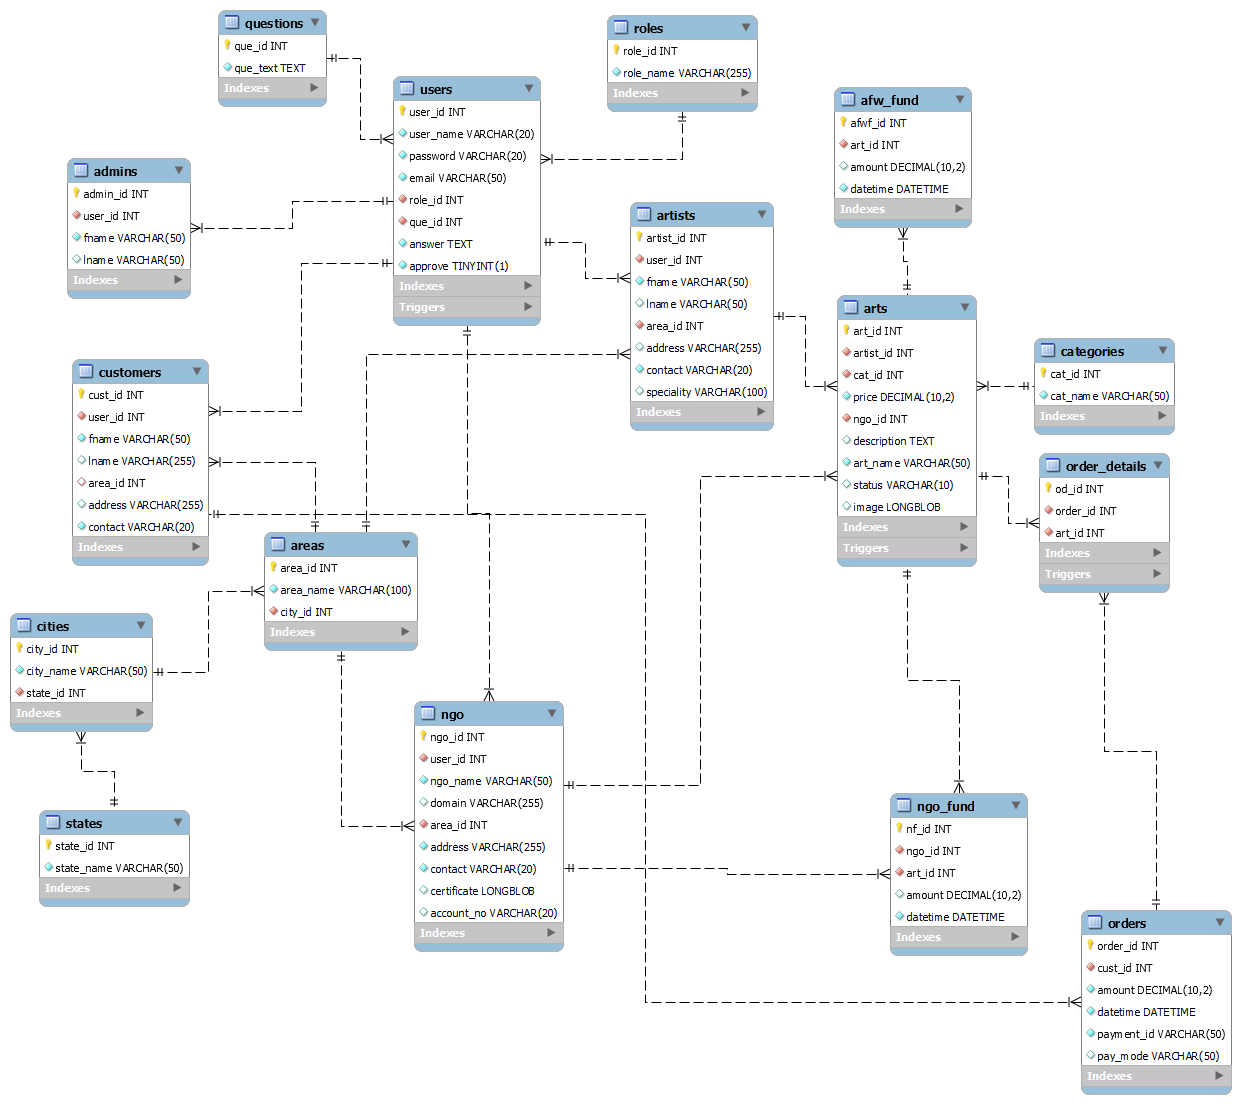 questions
que_id INT
que_text TEXT
Indexes
roles
role_id INT
role_name VARCHAR(255)
Indexes
users
user_id INT
user_name VARCHAR(20)
password VARCHAR(20)
email VARCHAR(50)
role_id INT
que_id INT
answer TEXT
approve TINYINT(1)
Indexes
Triggers
afw_fund
afwf_id INT
art_id INT
amount DECIMAL(10,2)
datetime DATETIME
Indexes
admins
admin_id INT
user_id INT
fname VARCHAR(50)
lname VARCHAR(50)
Indexes
artists
artist_id INT
user_id INT
fname VARCHAR(50)
lname VARCHAR(50)
area_id INT
address VARCHAR(255)
contact VARCHAR(20)
speciality VARCHAR(100)
Indexes
arts
art_id INT
artist_id INT
cat_id INT
price DECIMAL(10,2)
ngo_id INT
description TEXT
art_name VARCHAR(50)
status VARCHAR(10)
image LONGBLOB
Indexes
Triggers
categories
cat_id INT
cat_name VARCHAR(50)
Indexes
customers
cust_id INT
user_id INT
fname VARCHAR(50)
lname VARCHAR(255)
area_id INT
address VARCHAR(255)
contact VARCHAR(20)
Indexes
order_details
od_id INT
order_id INT
art_id INT
Indexes
Triggers
areas
area_id INT
area_name VARCHAR(100)
city_id INT
Indexes
cities
city_id INT
city_name VARCHAR(50)
state_id INT
Indexes
ngo
ngo_id INT
user_id INT
ngo_name VARCHAR(50)
domain VARCHAR(255)
area_id INT
address VARCHAR(255)
contact VARCHAR(20)
certificate LONGBLOB
account_no VARCHAR(20)
Indexes
states
state_id INT
state_name VARCHAR(50)
Indexes
ngo_fund
nf_id INT
ngo_id INT
art_id INT
amount DECIMAL(10,2)
datetime DATETIME
Indexes
orders
order_id INT
cust_id INT
amount DECIMAL(10,2)
datetime DATETIME
payment_id VARCHAR(50)
pay_mode VARCHAR(50)
Indexes